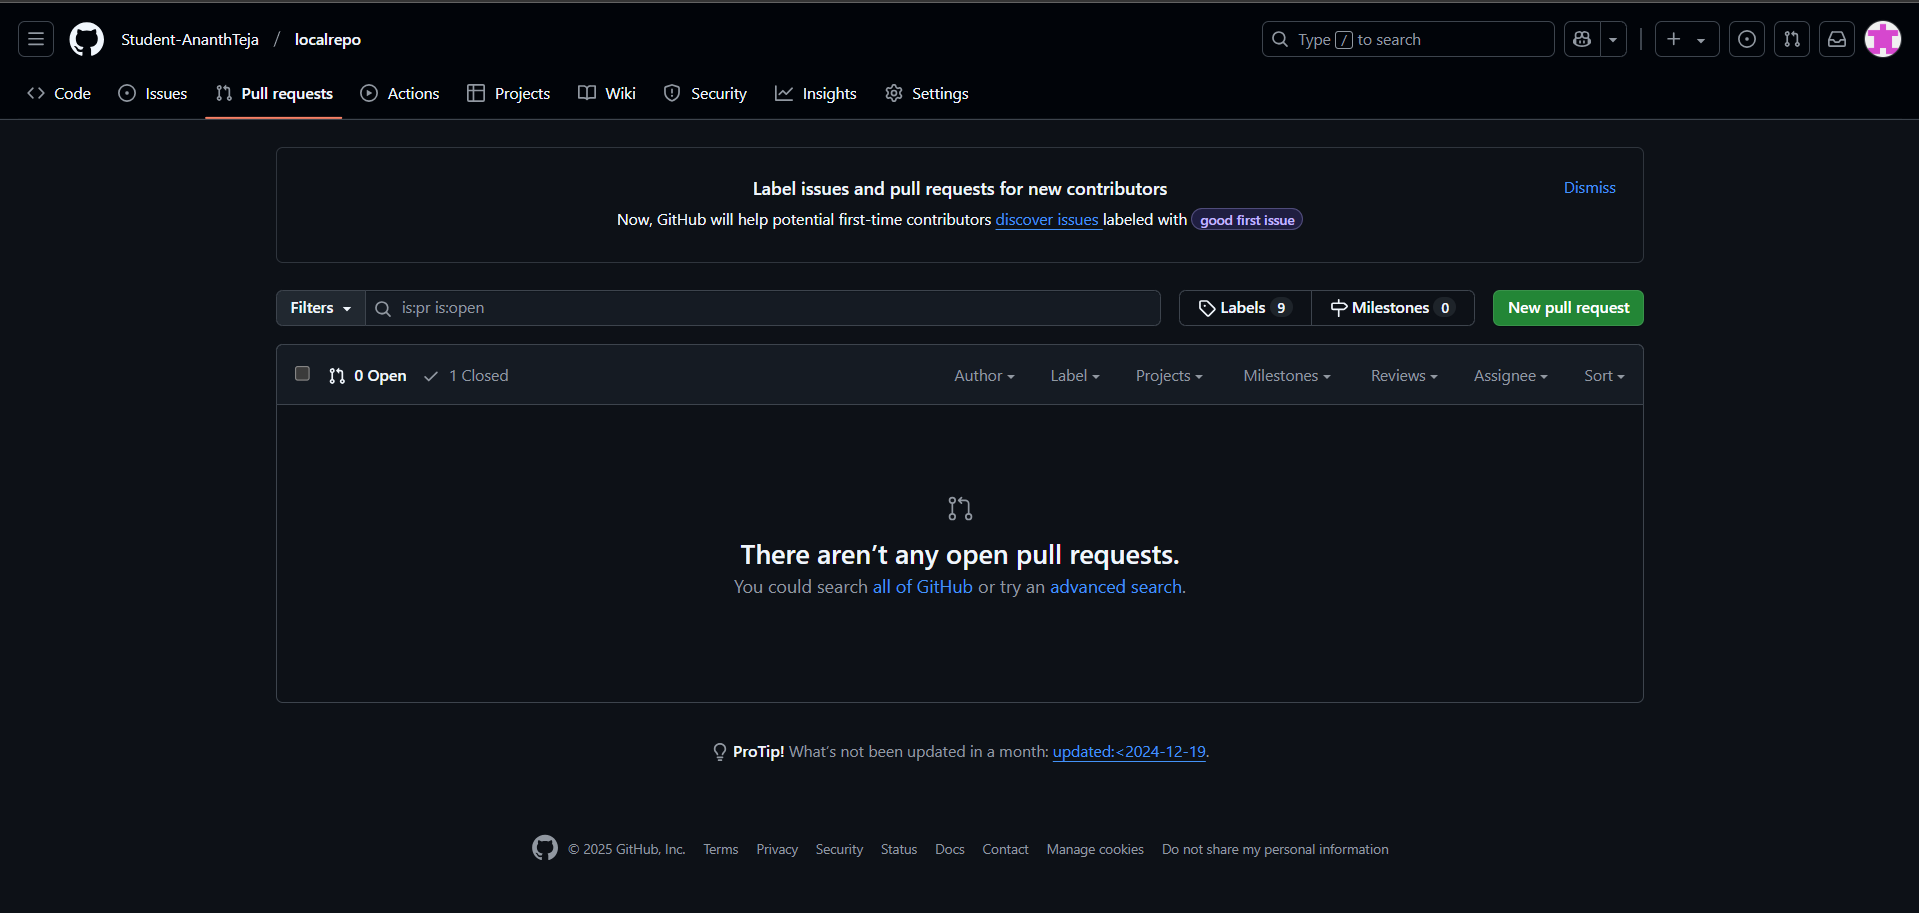 Student-AnanthTeja / localrepo
Type / to search
Code Issues Pull requests Actions Projects Wiki Security Insights Settings
Label issues and pull requests for new contributors
Dismiss
Now, GitHub will help potential first-time contributors discover issues labeled with good first issue
Filters is:pr is:open Labels 9 Milestones 0 New pull request
0 Open 1 Closed Author Label Projects Milestones Reviews Assignee Sort
There aren’t any open pull requests.
You could search all of GitHub or try an advanced search.
ProTip! What’s not been updated in a month: updated:<2024-12-19.
© 2025 GitHub, Inc. Terms Privacy Security Status Docs Contact Manage cookies Do not share my personal information